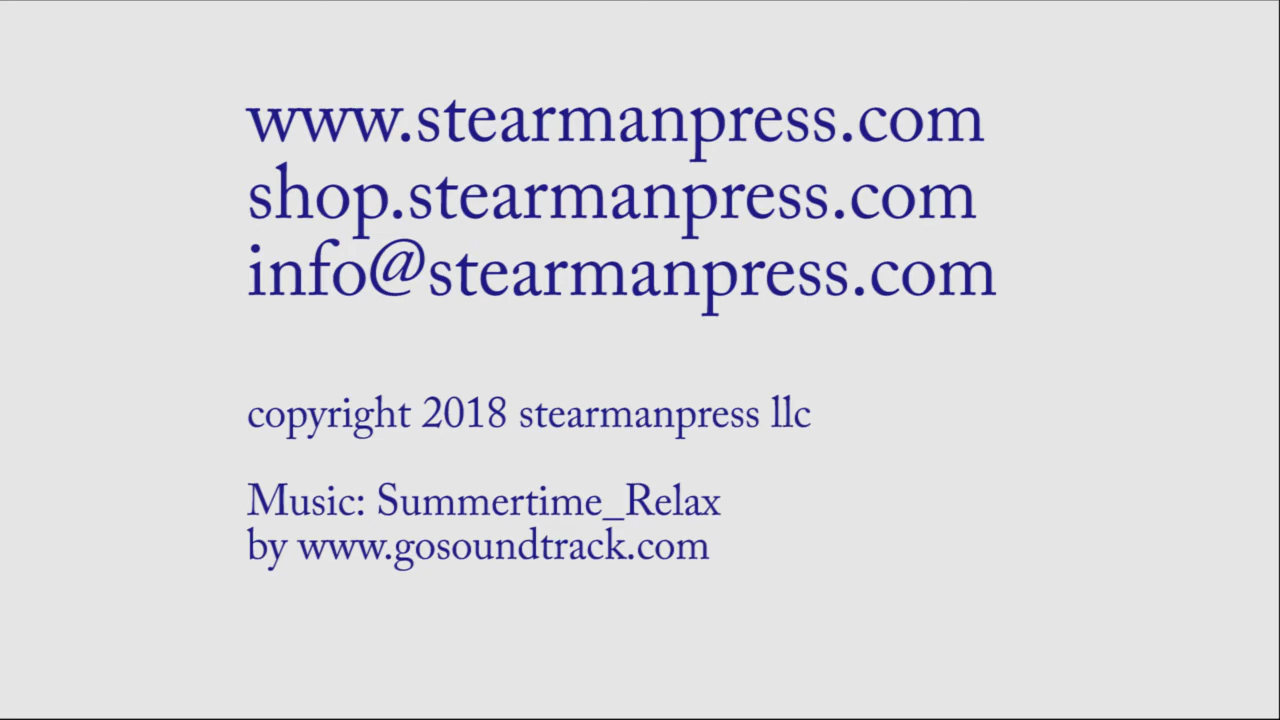 www.stearmanpress.com
shop.stearmanpress.com
info@stearmanpress.com
copyright 2018 stearmanpress llc
Music: Summertime_Relax
by www.gosoundtrack.com